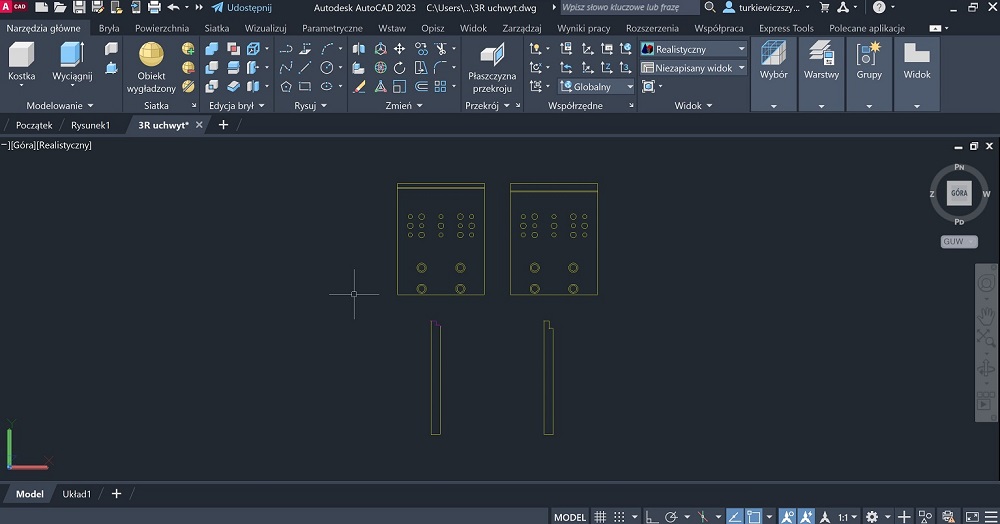 A CAD Udostępnij Autodesk AutoCAD 2023 C:\Users\...\3R uchwyt.dwg Wpisz słowo kluczowe lub frazę turkiewiczszy...
Narzędzia główne Bryła Powierzchnia Siatka Wizualizuj Parametryczne Wstaw Opisz Widok Zarządzaj Wyniki pracy Rozszerzenia Współpraca Express Tools Polecane aplikacje
Kostka Wyciągnij Obiekt wygładzony Płaszczyzna przekroju Realistyczny Niezapisany widok Globalny Wybór Warstwy Grupy Widok
Modelowanie Siatka Edycja brył Rysuj Zmień Przekrój Współrzędne Widok
Początek Rysunek1 3R uchwyt*
−][Góra][Realistyczny]
PN
Z GÓRA W
PD
GUW
Y
X
Model Układ1
MODEL 1:1